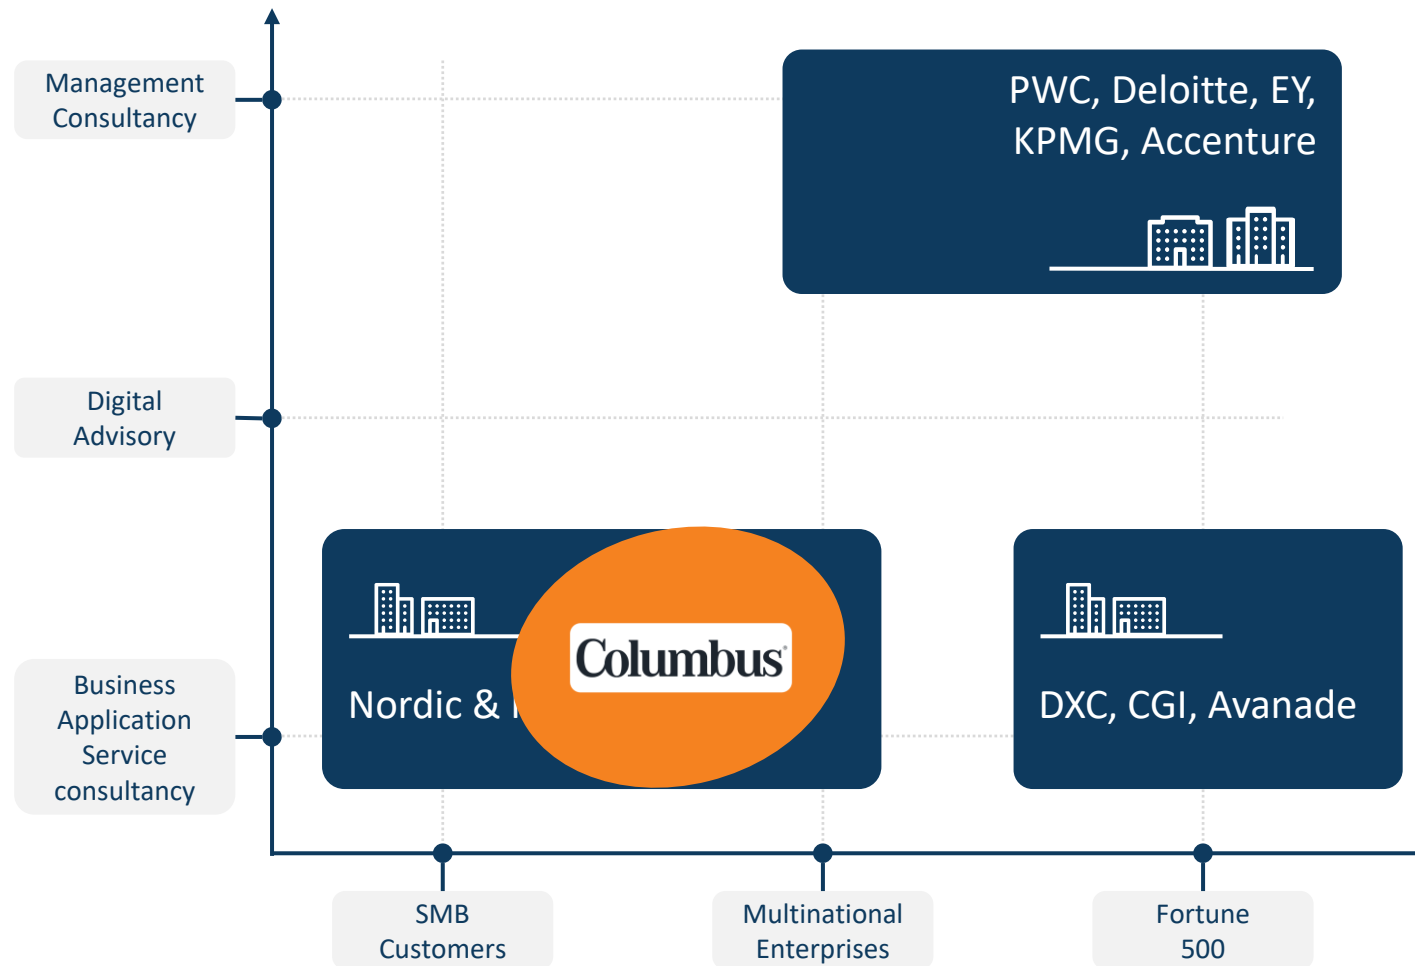 Management
Consultancy
PWC, Deloitte, EY,
KPMG, Accenture
Digital
Advisory
Columbus®
Nordic &
DXC, CGI, Avanade
Business
Application
Service
consultancy
SMB
Customers
Multinational
Enterprises
Fortune
500